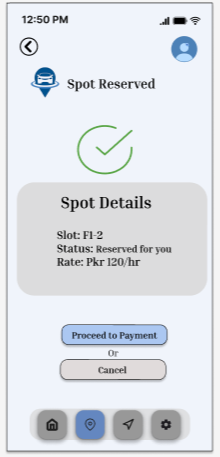 12:50 PM
Spot Reserved
Spot Details
Slot: F1-2
Status: Reserved for you
Rate: Pkr 120/hr
Proceed to Payment
Or
Cancel